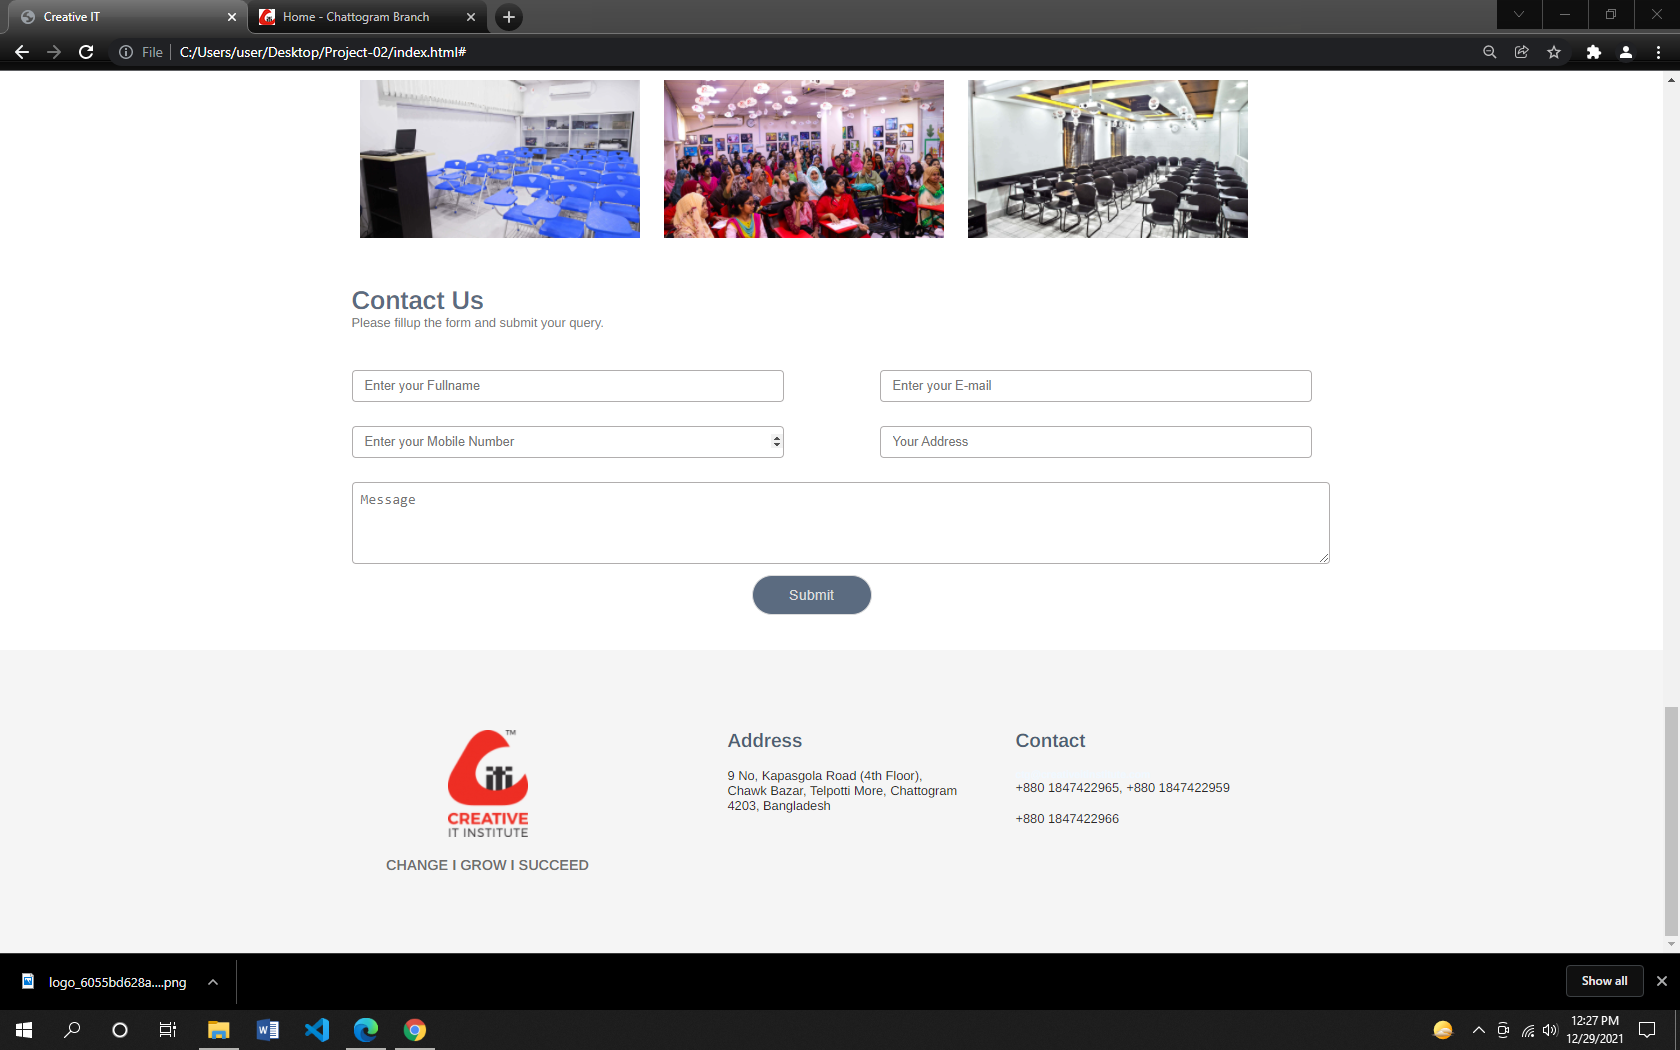 Creative IT
Home - Chattogram Branch
File
C:/Users/user/Desktop/Project-02/index.html#
Contact Us
Please fillup the form and submit your query.
Enter your Fullname
Enter your E-mail
Enter your Mobile Number
Your Address
Message
Submit
TM
iti
CREATIVE
IT INSTITUTE
CHANGE I GROW I SUCCEED
Address
9 No, Kapasgola Road (4th Floor),
Chawk Bazar, Telpotti More, Chattogram
4203, Bangladesh
Contact
+880 1847422965, +880 1847422959
+880 1847422966
logo_6055bd628a....png
Show all
12:27 PM
12/29/2021